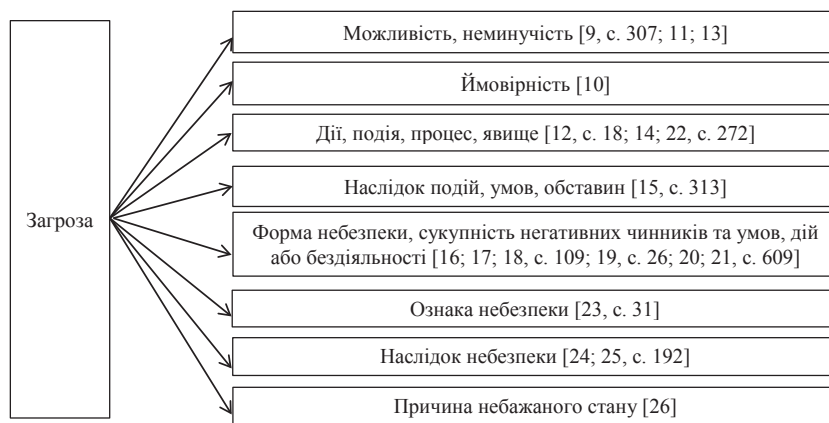 Загроза
Можливість, неминучість [9, с. 307; 11; 13]
Ймовірність [10]
Дії, подія, процес, явище [12, с. 18; 14; 22, с. 272]
Наслідок подій, умов, обставин [15, с. 313]
Форма небезпеки, сукупність негативних чинників та умов, дій
або бездіяльності [16; 17; 18, с. 109; 19, с. 26; 20; 21, с. 609]
Ознака небезпеки [23, с. 31]
Наслідок небезпеки [24; 25, с. 192]
Причина небажаного стану [26]